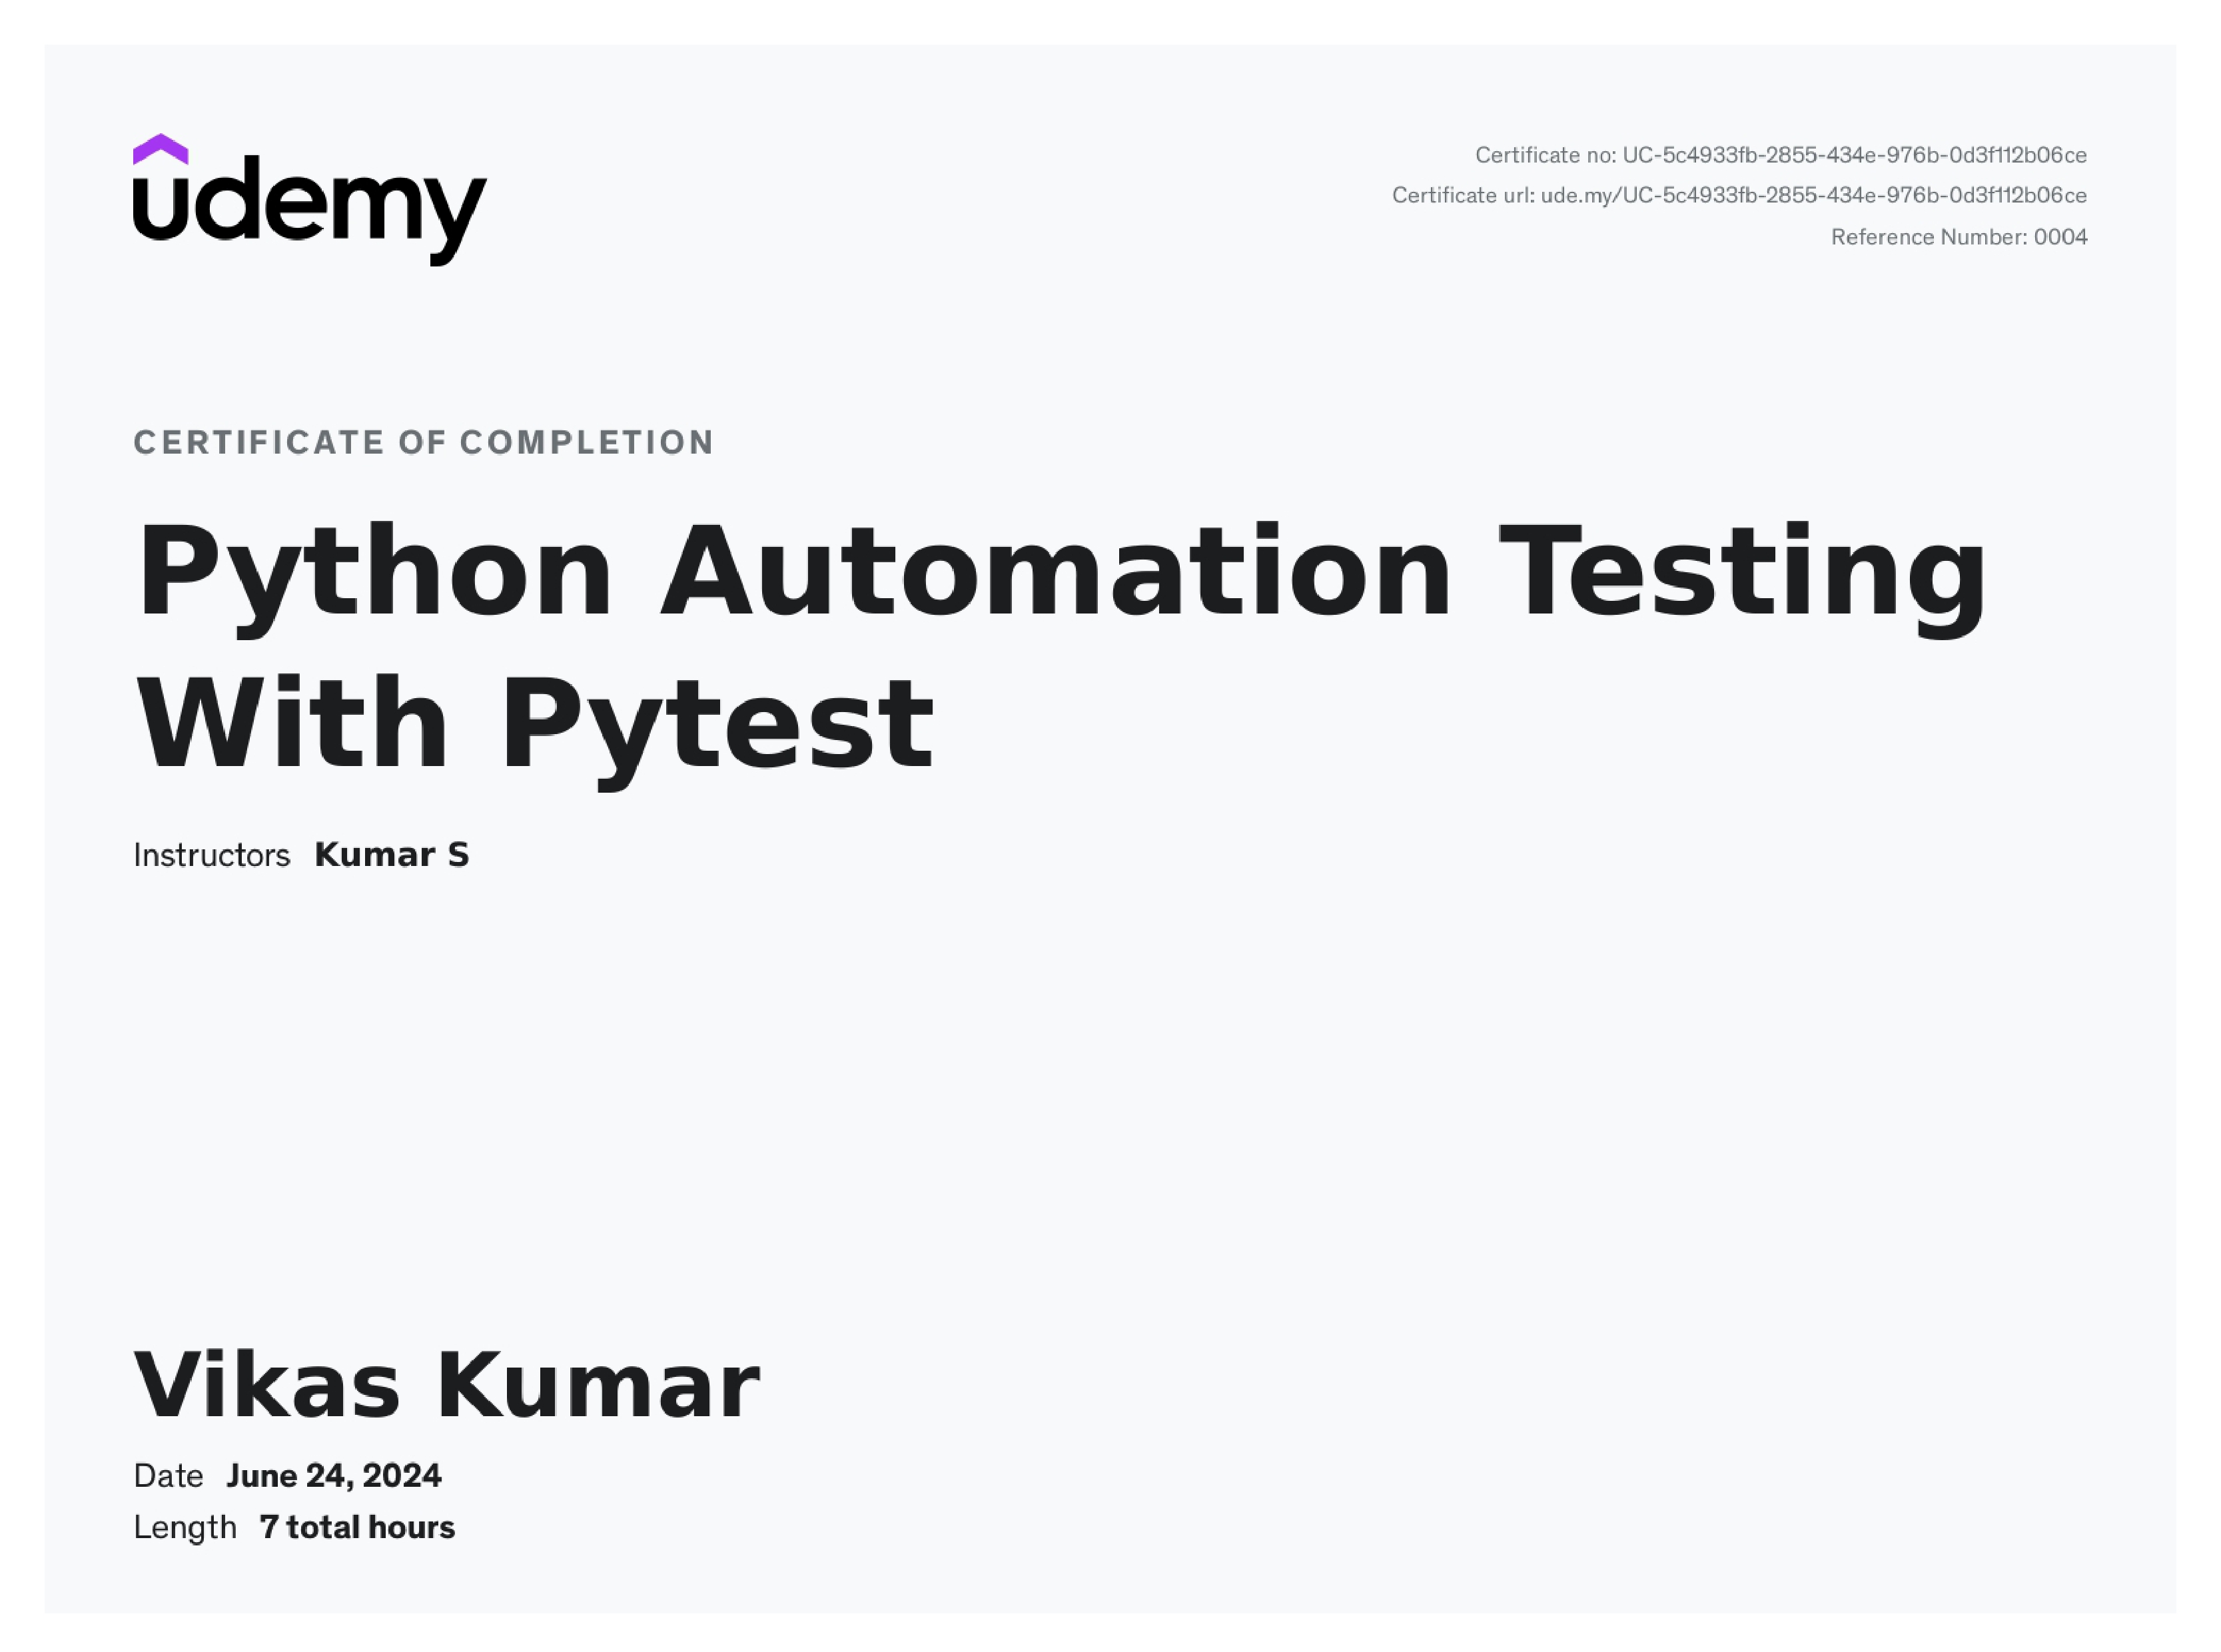 udemy
Certificate no: UC-5c4933fb-2855-434e-976b-0d3f112b06ce
Certificate url: ude.my/UC-5c4933fb-2855-434e-976b-0d3f112b06ce
Reference Number: 0004
CERTIFICATE OF COMPLETION
Python Automation Testing
With Pytest
Instructors Kumar S
Vikas Kumar
Date June 24, 2024
Length 7 total hours